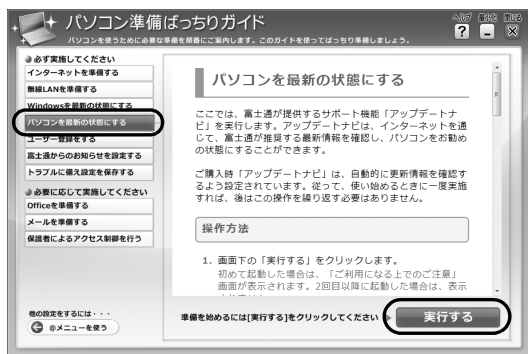 パソコン準備ばっちりガイド
パソコンを使うために必要な準備を順番にご案内します。このガイドを使ってばっちり準備しましょう。
ヘルプ 最小化 閉じる
必ず実施してください
インターネットを準備する
無線LANを準備する
Windowsを最新の状態にする
パソコンを最新の状態にする
ユーザー登録をする
富士通からのお知らせを設定する
トラブルに備え設定を保存する
必要に応じて実施してください
Officeを準備する
メールを準備する
保護者によるアクセス制御を行う
他の設定をするには・・・
@メニューを使う
パソコンを最新の状態にする
ここでは、富士通が提供するサポート機能「アップデートナ
ビ」を実行します。アップデートナビは、インターネットを通
じて、富士通が推奨する最新情報を確認し、パソコンをお勧め
の状態にすることができます。
ご購入時「アップデートナビ」は、自動的に更新情報を確認す
るよう設定されています。従って、使い始めるときに一度実施
すれば、後はこの操作を繰り返す必要はありません。
操作方法
1. 画面下の「実行する」をクリックします。
初めて起動した場合は、「ご利用になる上でのご注意」
画面が表示されます。2回目以降に起動した場合は、表示
準備を始めるには[実行する]をクリックしてください
実行する